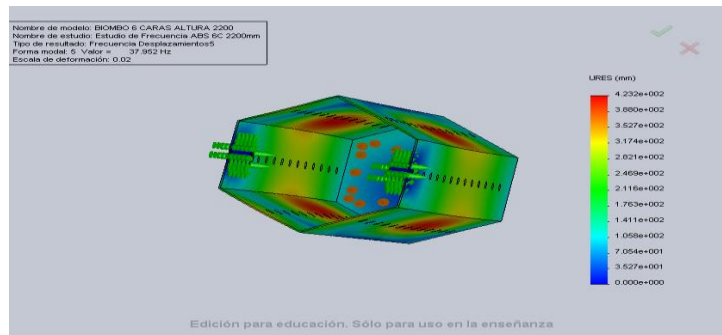 Nombre de modelo: BIOMBO 6 CARAS ALTURA 2200
Nombre de estudio: Estudio de Frecuencia ABS 6C 2200mm
Tipo de resultado: Frecuencia Desplazamientos5
Forma modal: 5 Valor = 37.952 Hz
Escala de deformación: 0.02
URES (mm)
4.232e+002
3.880e+002
3.527e+002
3.174e+002
2.821e+002
2.469e+002
2.116e+002
1.763e+002
1.411e+002
1.058e+002
7.054e+001
3.527e+001
0.000e+000
Edición para educación. Sólo para uso en la enseñanza